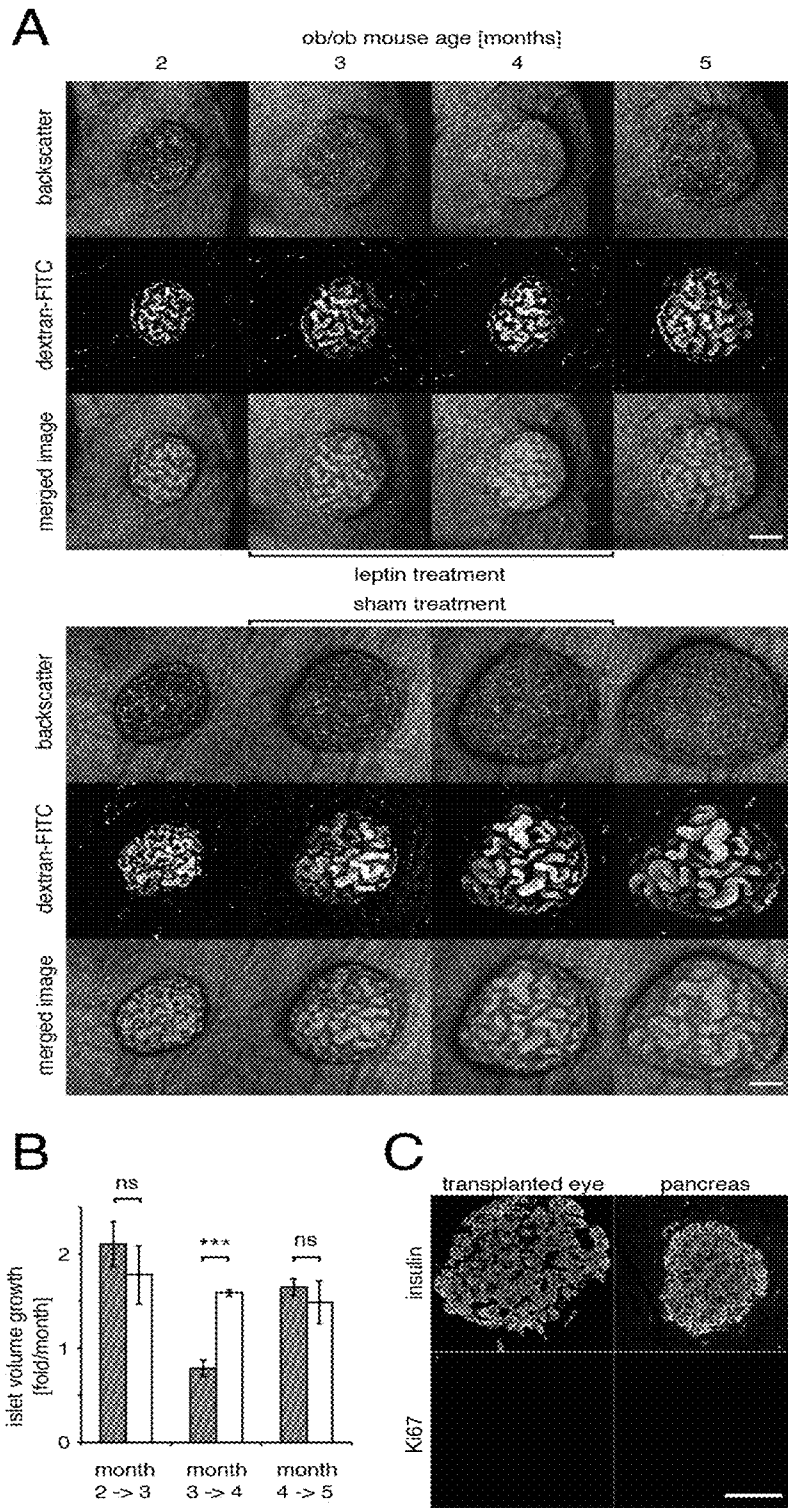 A
ob/ob mouse age [months]
2 3 4 5
backscatter
dextran-FITC
merged image
leptin treatment
sham treatment
backscatter
dextran-FITC
merged image
B
C
ns
***
ns
islet volume growth
[fold/month]
2
1
0
month
2 -> 3
month
3 -> 4
month
4 -> 5
transplanted eye
pancreas
insulin
Ki67